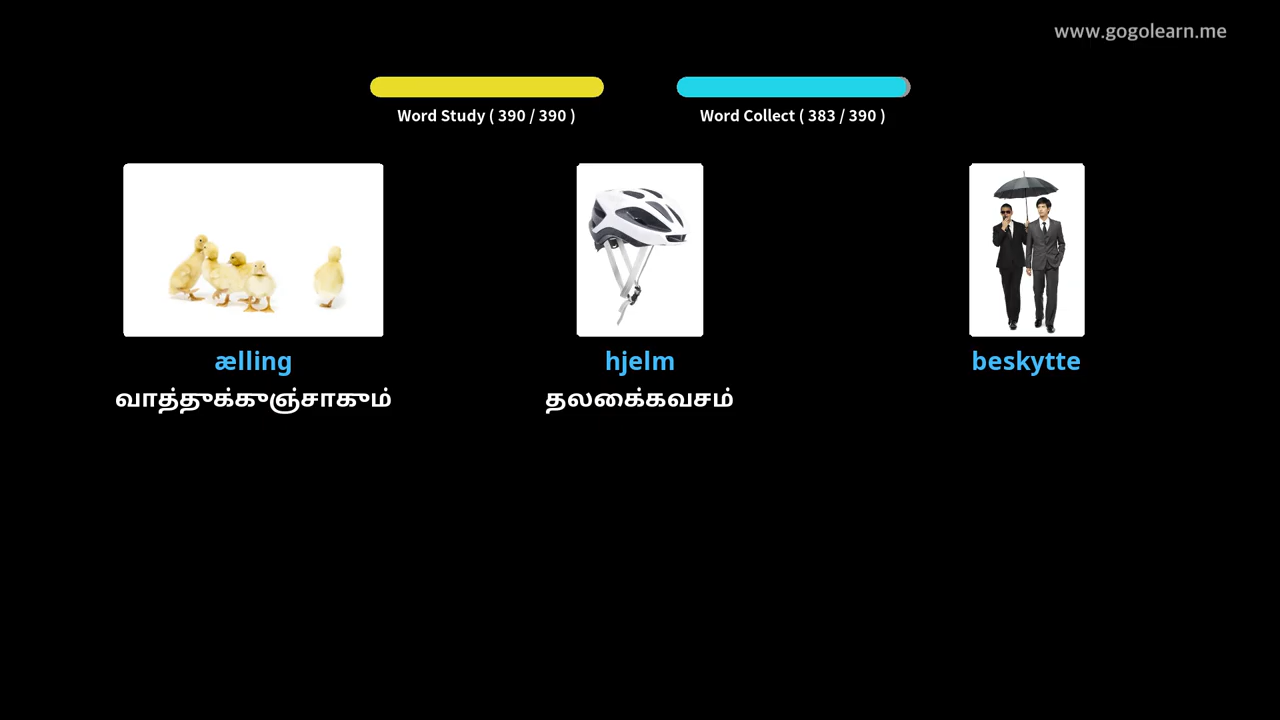 www.gogolearn.me
Word Study ( 390 / 390 )
Word Collect ( 383 / 390 )
ælling
hjelm
beskytte
வாத்துக்குஞ்சாகும்
தலைக்கவசம்